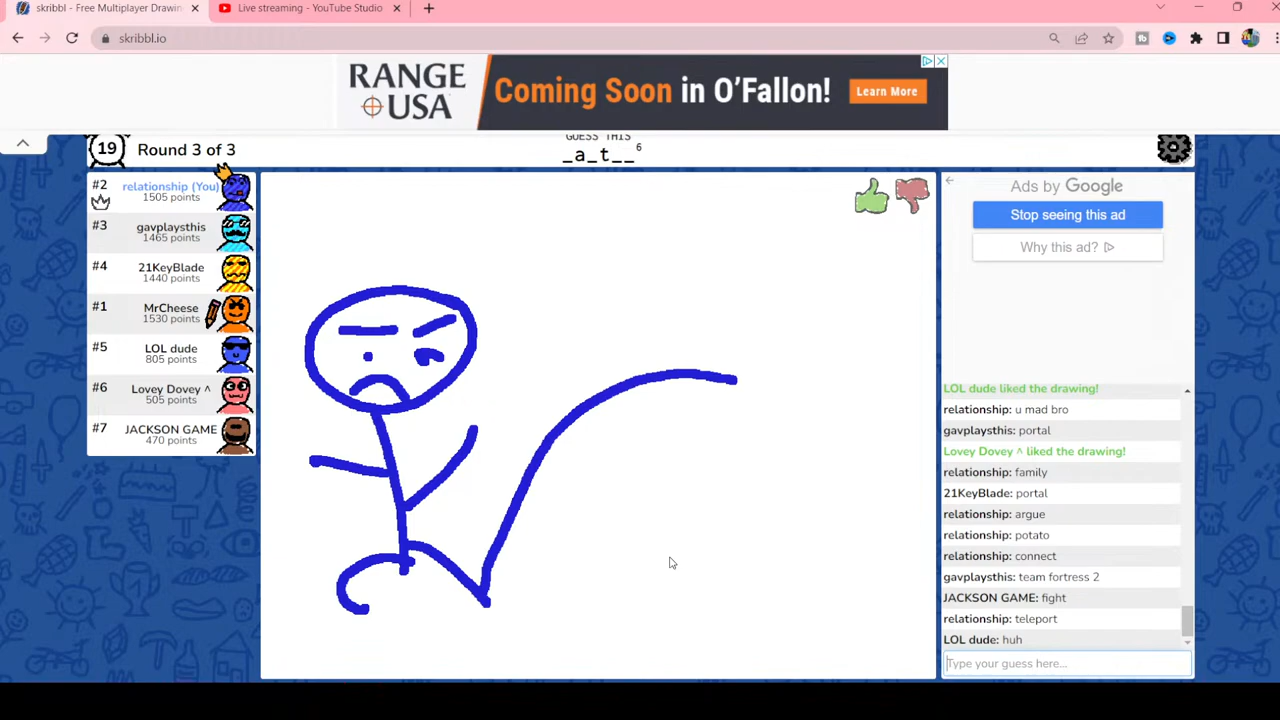 skribbl - Free Multiplayer Drawin
Live streaming - YouTube Studio
skribbl.io
RANGE
USA
Coming Soon in O'Fallon!
Learn More
19
Round 3 of 3
GUESS THIS
_a_t__6
#2
relationship (You)
1505 points
#3
gavplaysthis
1465 points
#4
21KeyBlade
1440 points
#1
MrCheese
1530 points
#5
LOL dude
805 points
#6
Lovey Dovey ^
505 points
#7
JACKSON GAME
470 points
Ads by Google
Stop seeing this ad
Why this ad?
LOL dude liked the drawing!
relationship: u mad bro
gavplaysthis: portal
Lovey Dovey ^ liked the drawing!
relationship: family
21KeyBlade: portal
relationship: argue
relationship: potato
relationship: connect
gavplaysthis: team fortress 2
JACKSON GAME: fight
relationship: teleport
LOL dude: huh
Type your guess here...